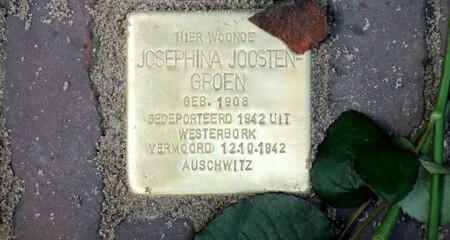 HIER WOONDE
JOSEPHINA JOOSTEN-
GROEN
GEB. 1908
GEDEPORTEERD 1942 UIT
WESTERBORK
VERMOORD 12.10.1942
AUSCHWITZ